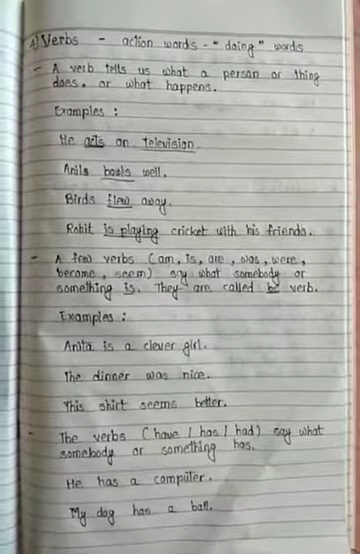 4) Verbs - action words - "doing" words
- A verb tells us what a person or thing
does, or what happens.
Examples :
He acts on television.
Anita bowls well.
Birds flew away.
Rohit is playing cricket with his friends.
- A few verbs (am, is, are, was, were,
become, seem) say what somebody or
something is. They are called be verb.
Examples :
Anita is a clever girl.
The dinner was nice.
This shirt seems better.
- The verbs (have / has / had) say what
somebody or something has.
He has a computer.
My dog has a ball.